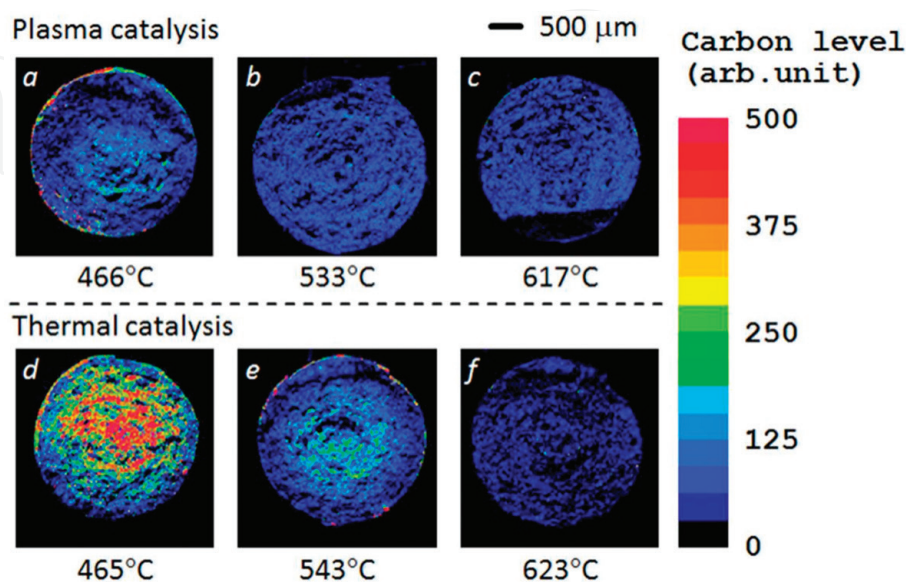 Plasma catalysis
500 μm
Carbon level
(arb.unit)
a
b
c
466°C
533°C
617°C
Thermal catalysis
d
e
f
465°C
543°C
623°C
500
375
250
125
0